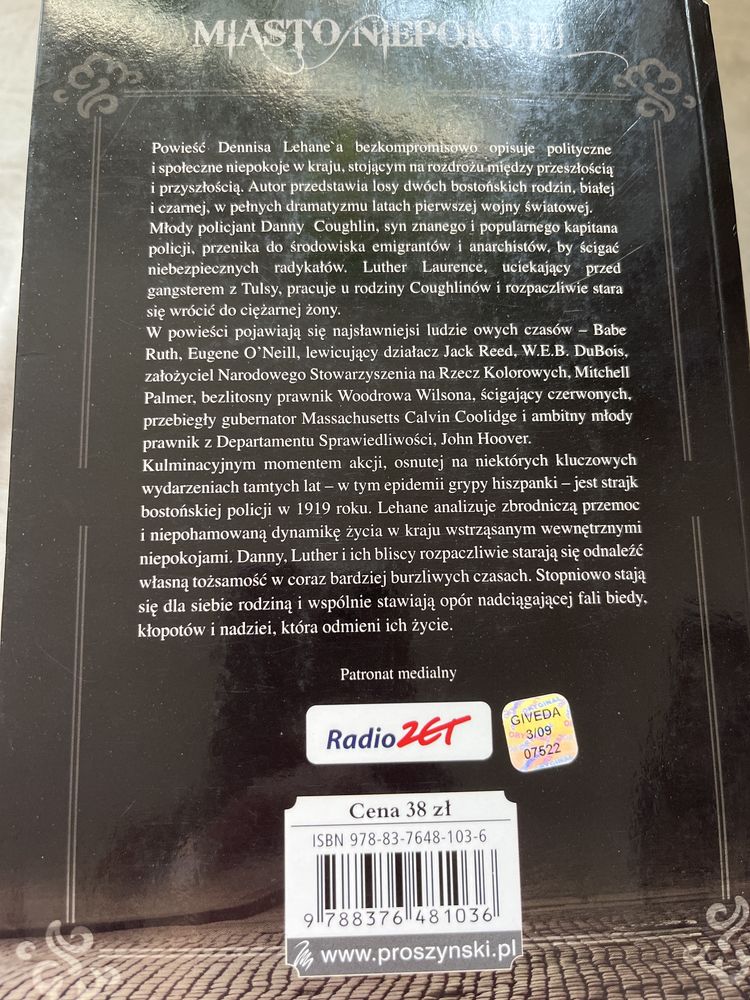 MIASTO NIEPOKOJU
Powieść Dennisa Lehane`a bezkompromisowo opisuje polityczne
i społeczne niepokoje w kraju, stojącym na rozdrożu między przeszłością
i przyszłością. Autor przedstawia losy dwóch bostońskich rodzin, białej
i czarnej, w pełnych dramatyzmu latach pierwszej wojny światowej.
Młody policjant Danny Coughlin, syn znanego i popularnego kapitana
policji, przenika do środowiska emigrantów i anarchistów, by ścigać
niebezpiecznych radykałów. Luther Laurence, uciekający przed
gangsterem z Tulsy, pracuje u rodziny Coughlinów i rozpaczliwie stara
się wrócić do ciężarnej żony.
W powieści pojawiają się najsławniejsi ludzie owych czasów – Babe
Ruth, Eugene O'Neill, lewicujący działacz Jack Reed, W.E.B. DuBois,
założyciel Narodowego Stowarzyszenia na Rzecz Kolorowych, Mitchell
Palmer, bezlitosny prawnik Woodrowa Wilsona, ścigający czerwonych,
przebiegły gubernator Massachusetts Calvin Coolidge i ambitny młody
prawnik z Departamentu Sprawiedliwości, John Hoover.
Kulminacyjnym momentem akcji, osnutej na niektórych kluczowych
wydarzeniach tamtych lat – w tym epidemii grypy hiszpanki – jest strajk
bostońskiej policji w 1919 roku. Lehane analizuje zbrodniczą przemoc
i niepohamowaną dynamikę życia w kraju wstrząsanym wewnętrznymi
niepokojami. Danny, Luther i ich bliscy rozpaczliwie starają się odnaleźć
własną tożsamość w coraz bardziej burzliwych czasach. Stopniowo stają
się dla siebie rodziną i wspólnie stawiają opór nadciągającej fali biedy,
kłopotów i nadziei, która odmieni ich życie.
Patronat medialny
Radio ZET
GIVEDA
3/09
07522
Cena 38 zł
ISBN 978-83-7648-103-6
9 788376 481036
www.proszynski.pl